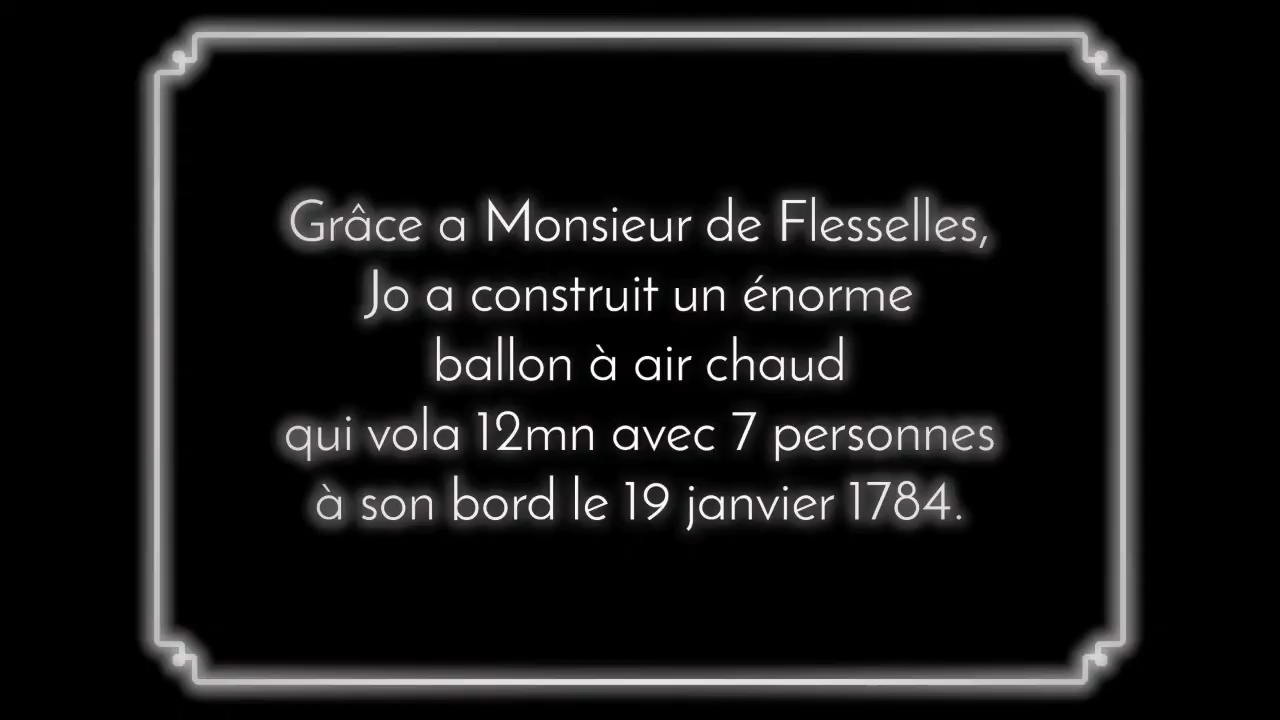 Grâce a Monsieur de Flesselles,
Jo a construit un énorme
ballon à air chaud
qui vola 12mn avec 7 personnes
à son bord le 19 janvier 1784.